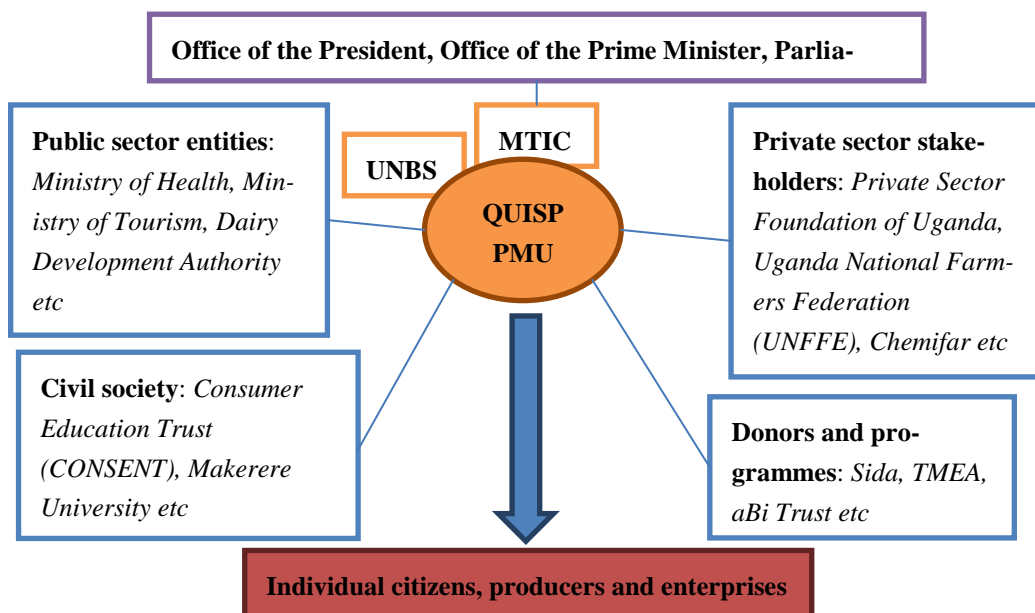 Office of the President, Office of the Prime Minister, Parlia-
Public sector entities:
Ministry of Health, Min-
istry of Tourism, Dairy
Development Authority
etc
UNBS
MTIC
QUISP
PMU
Private sector stake-
holders: Private Sector
Foundation of Uganda,
Uganda National Farm-
ers Federation
(UNFFE), Chemifar etc
Civil society: Consumer
Education Trust
(CONSENT), Makerere
University etc
Donors and pro-
grammes: Sida, TMEA,
aBi Trust etc
Individual citizens, producers and enterprises